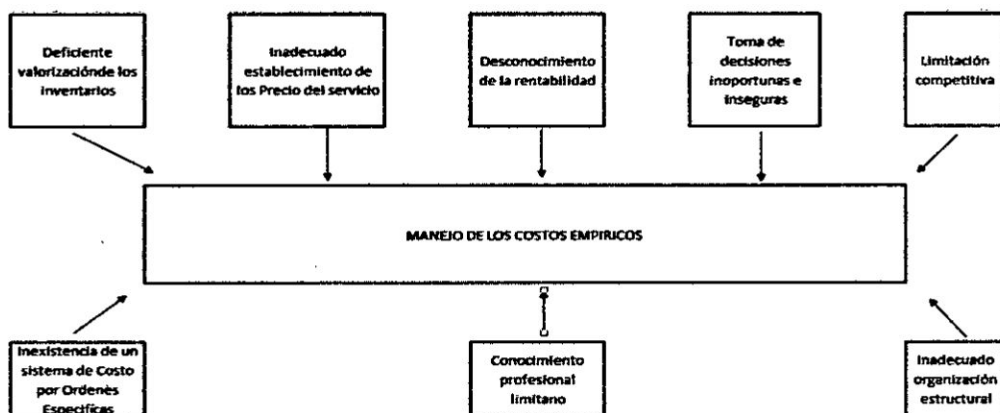 Deficiente
valorizaciónde los
inventarios
Inadecuado
establecimiento de
los Precio del servicio
Desconocimiento
de la rentabilidad
Toma de
decisiones
inoportunas e
inseguras
Limitación
competitiva
MANEJO DE LOS COSTOS EMPIRICOS
Inexistencia de un
sistema de Costo
por Ordenes
Especificas
Conocimiento
profesional
limitano
Inadecuado
organización
estructural